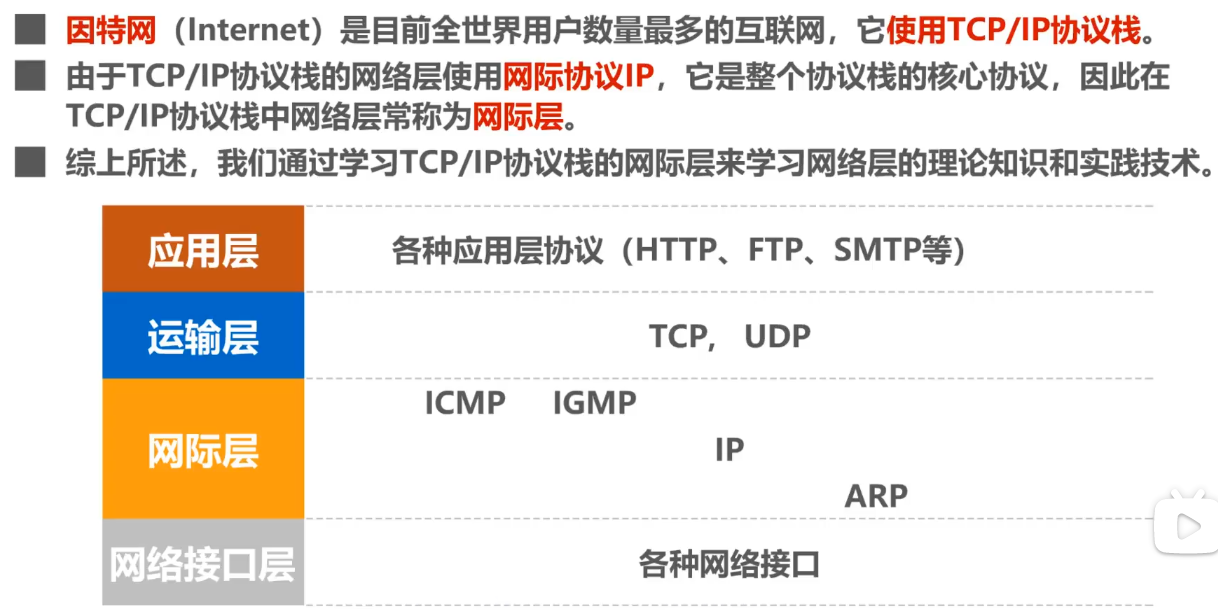 因特网（Internet）是目前全世界用户数量最多的互联网，它使用TCP/IP协议栈。
由于TCP/IP协议栈的网络层使用网际协议IP，它是整个协议栈的核心协议，因此在
TCP/IP协议栈中网络层常称为网际层。
综上所述，我们通过学习TCP/IP协议栈的网际层来学习网络层的理论知识和实践技术。
应用层 各种应用层协议（HTTP、FTP、SMTP等）
运输层 TCP, UDP
ICMP IGMP
网际层 IP
ARP
网络接口层 各种网络接口